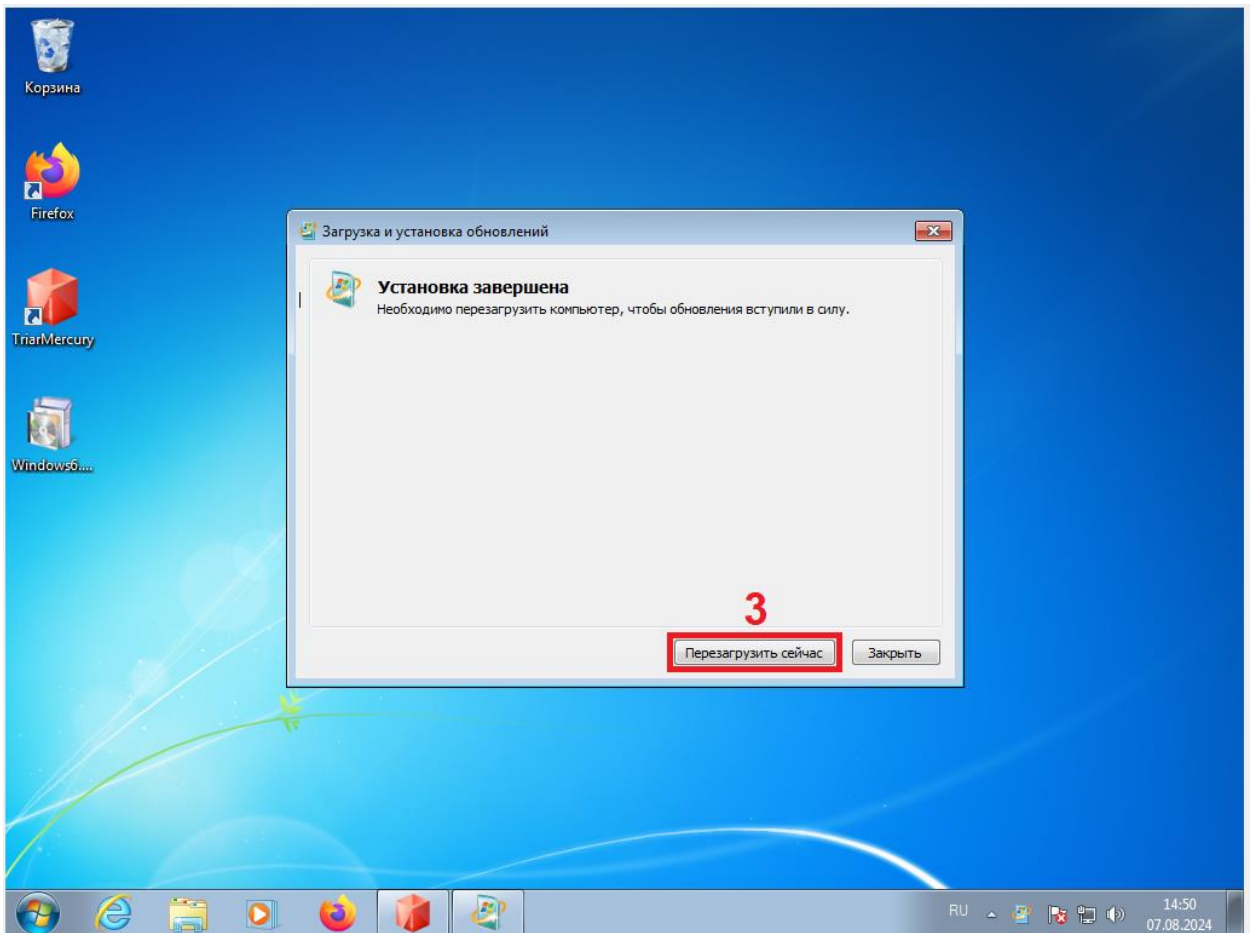 Корзина
Firefox
TriarMercury
Windows6....
Загрузка и установка обновлений
Установка завершена
Необходимо перезагрузить компьютер, чтобы обновления вступили в силу.
3
Перезагрузить сейчас
Закрыть
RU
14:50
07.08.2024